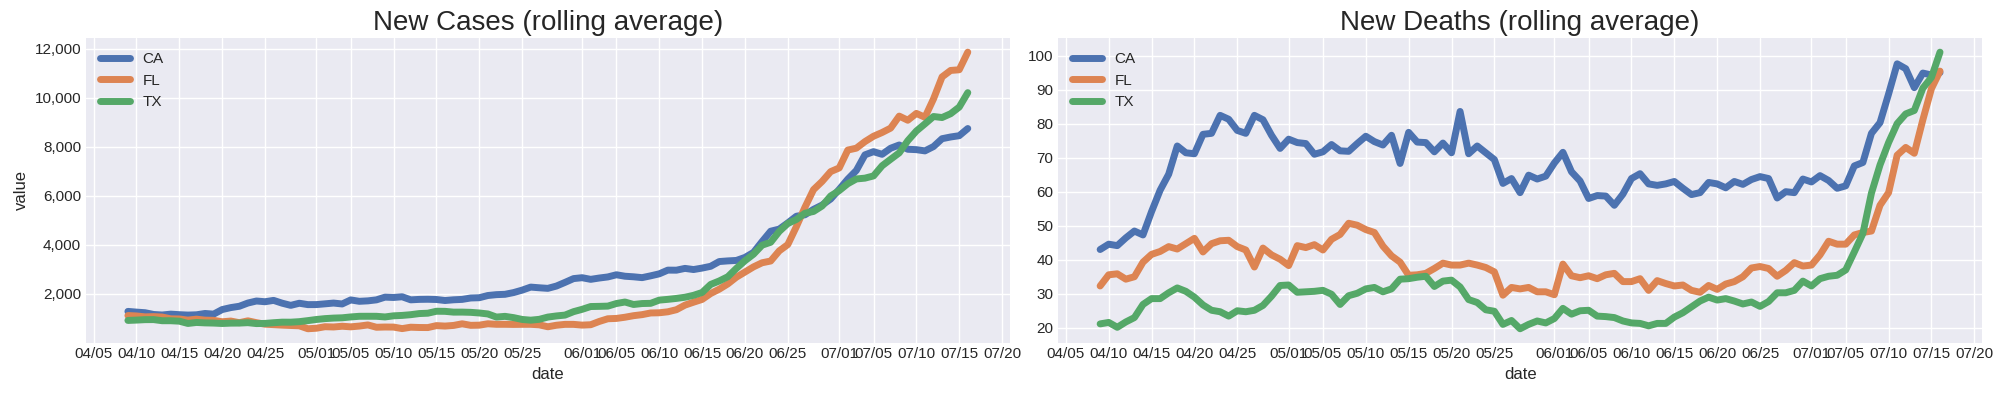 New Cases (rolling average)
12,000
10,000
8,000
6,000
4,000
2,000
value
CA
FL
TX
04/05 04/10 04/15 04/20 04/25 05/01 05/05 05/10 05/15 05/20 05/25 06/01 06/05 06/10 06/15 06/20 06/25 07/01 07/05 07/10 07/15 07/20
date
New Deaths (rolling average)
100
90
80
70
60
50
40
30
20
CA
FL
TX
04/05 04/10 04/15 04/20 04/25 05/01 05/05 05/10 05/15 05/20 05/25 06/01 06/05 06/10 06/15 06/20 06/25 07/01 07/05 07/10 07/15 07/20
date